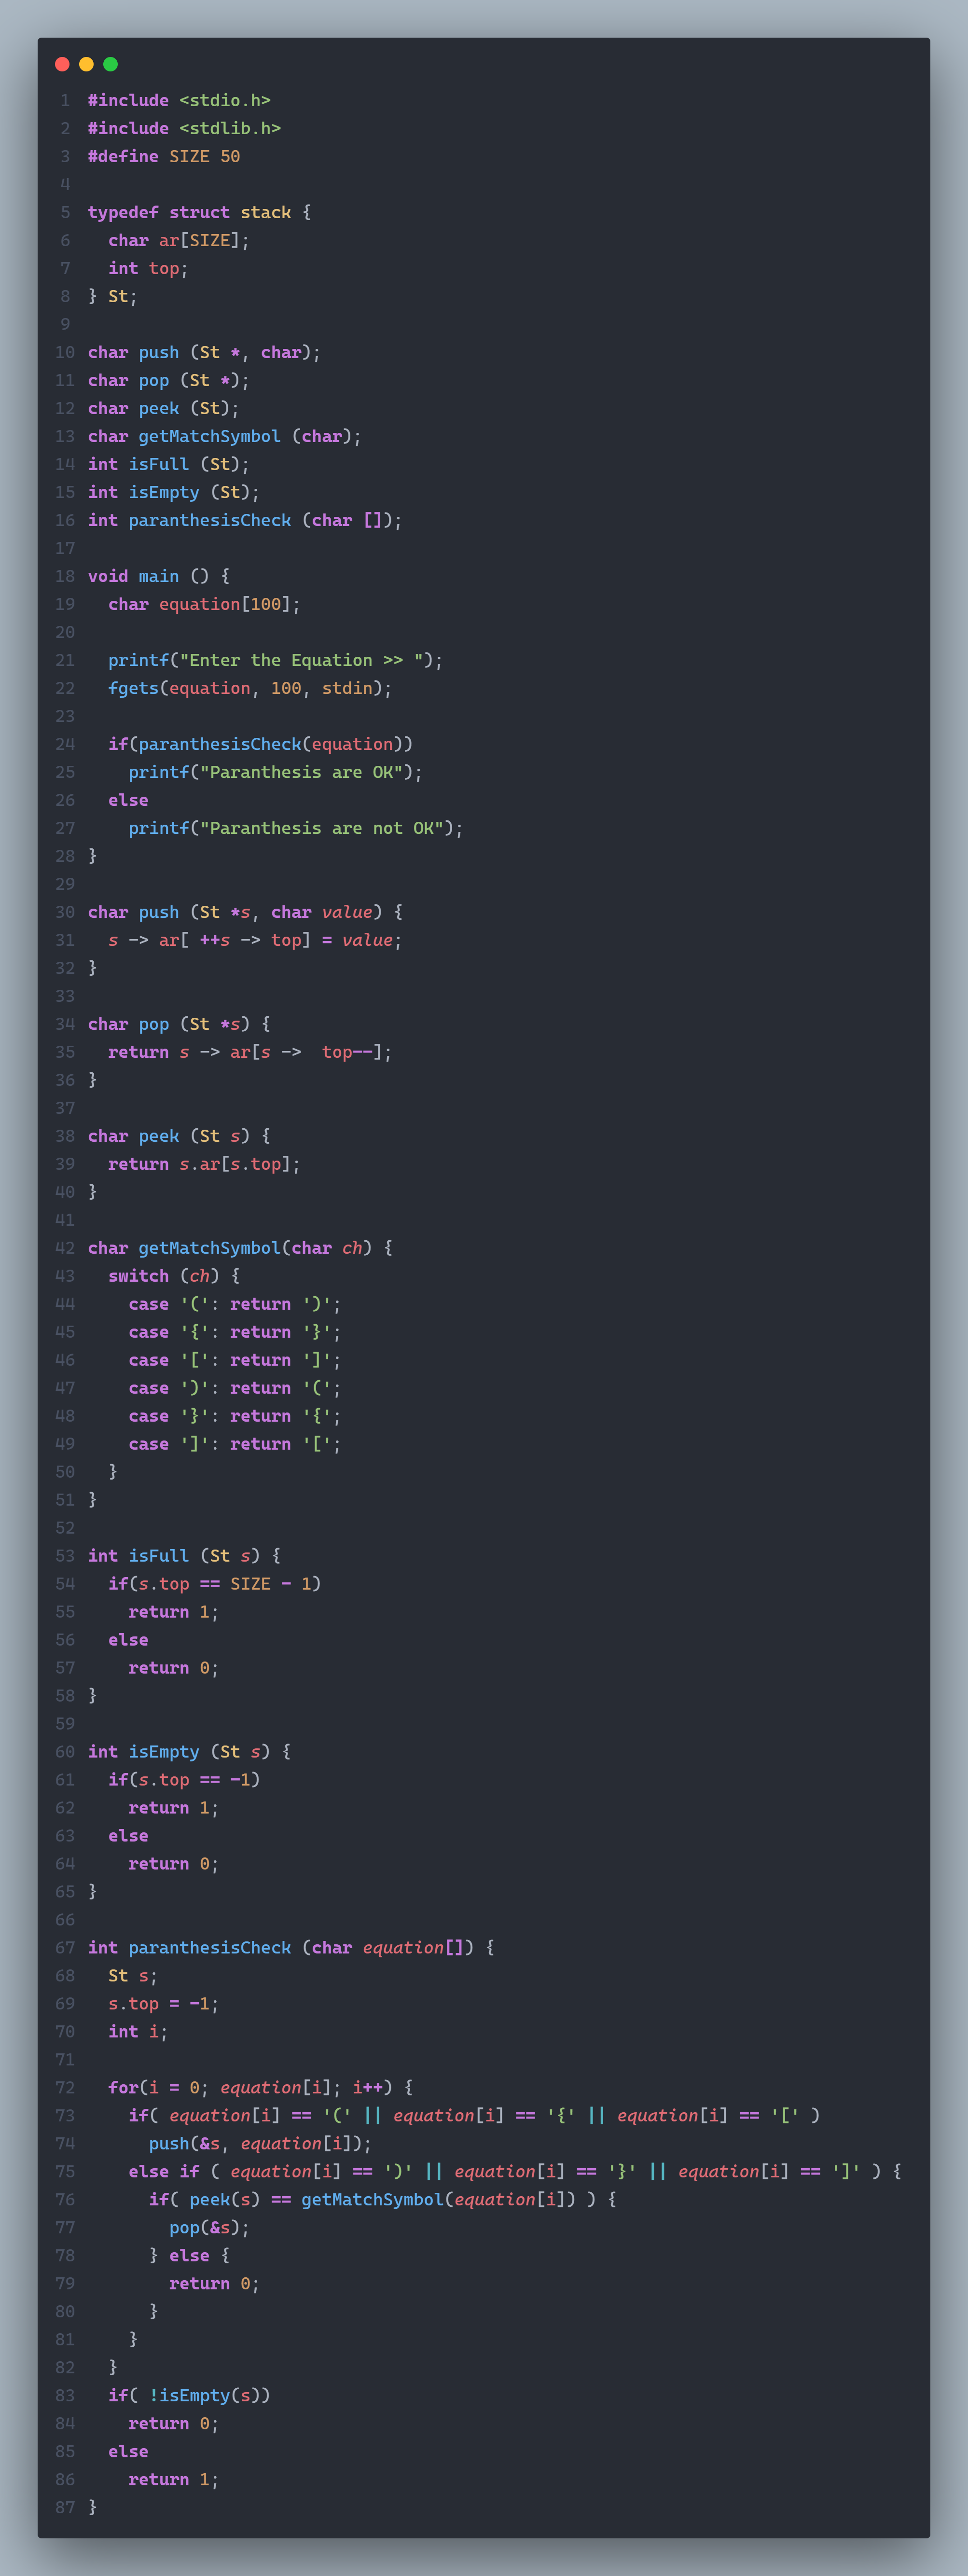 1 #include <stdio.h>
2 #include <stdlib.h>
3 #define SIZE 50
4
5 typedef struct stack {
6   char ar[SIZE];
7   int top;
8 } St;
9
10 char push (St *, char);
11 char pop (St *);
12 char peek (St);
13 char getMatchSymbol (char);
14 int isFull (St);
15 int isEmpty (St);
16 int paranthesisCheck (char []);
17
18 void main () {
19   char equation[100];
20
21   printf("Enter the Equation >> ");
22   fgets(equation, 100, stdin);
23
24   if(paranthesisCheck(equation))
25     printf("Paranthesis are OK");
26   else
27     printf("Paranthesis are not OK");
28 }
29
30 char push (St *s, char value) {
31   s -> ar[ ++s -> top] = value;
32 }
33
34 char pop (St *s) {
35   return s -> ar[s ->  top--];
36 }
37
38 char peek (St s) {
39   return s.ar[s.top];
40 }
41
42 char getMatchSymbol(char ch) {
43   switch (ch) {
44     case '(': return ')';
45     case '{': return '}';
46     case '[': return ']';
47     case ')': return '(';
48     case '}': return '{';
49     case ']': return '[';
50   }
51 }
52
53 int isFull (St s) {
54   if(s.top == SIZE - 1)
55     return 1;
56   else
57     return 0;
58 }
59
60 int isEmpty (St s) {
61   if(s.top == -1)
62     return 1;
63   else
64     return 0;
65 }
66
67 int paranthesisCheck (char equation[]) {
68   St s;
69   s.top = -1;
70   int i;
71
72   for(i = 0; equation[i]; i++) {
73     if( equation[i] == '(' || equation[i] == '{' || equation[i] == '[' )
74       push(&s, equation[i]);
75     else if ( equation[i] == ')' || equation[i] == '}' || equation[i] == ']' ) {
76       if( peek(s) == getMatchSymbol(equation[i]) ) {
77         pop(&s);
78       } else {
79         return 0;
80       }
81     }
82   }
83   if( !isEmpty(s))
84     return 0;
85   else
86     return 1;
87 }